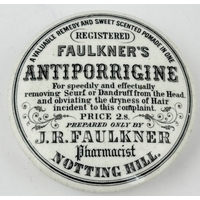 A VALUABLE REMEDY AND SWEET SCENTED POMADE IN ONE
REGISTERED
FAULKNER'S
ANTIPORRIGINE
For speedily and effectually
removing Scurf or Dandruff from the Head,
and obviating the dryness of Hair
incident to this complaint.
PRICE 2s.
PREPARED ONLY BY
J.R. FAULKNER
Pharmacist
NOTTING HILL.